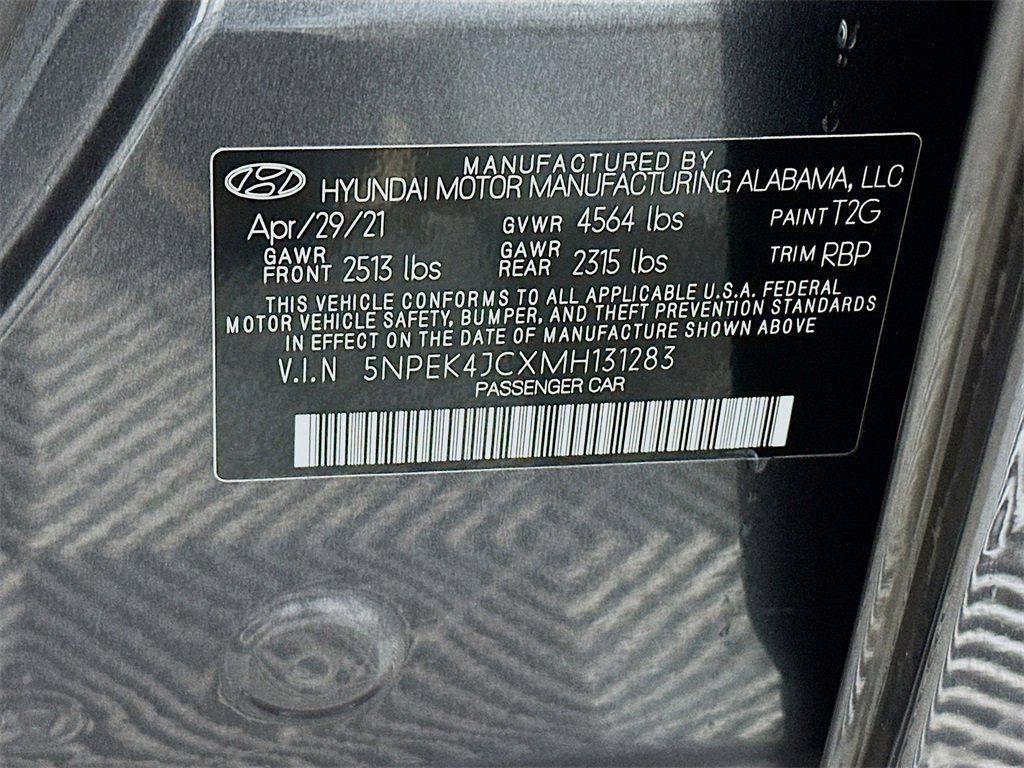 MANUFACTURED BY
HYUNDAI MOTOR MANUFACTURING ALABAMA, LLC
Apr/29/21 GVWR 4564 lbs PAINT T2G
GAWR FRONT 2513 lbs GAWR REAR 2315 lbs TRIM RBP
THIS VEHICLE CONFORMS TO ALL APPLICABLE U.S.A. FEDERAL
MOTOR VEHICLE SAFETY, BUMPER, AND THEFT PREVENTION STANDARDS
IN EFFECT ON THE DATE OF MANUFACTURE SHOWN ABOVE
V.I.N 5NPEK4JCXMH131283
PASSENGER CAR